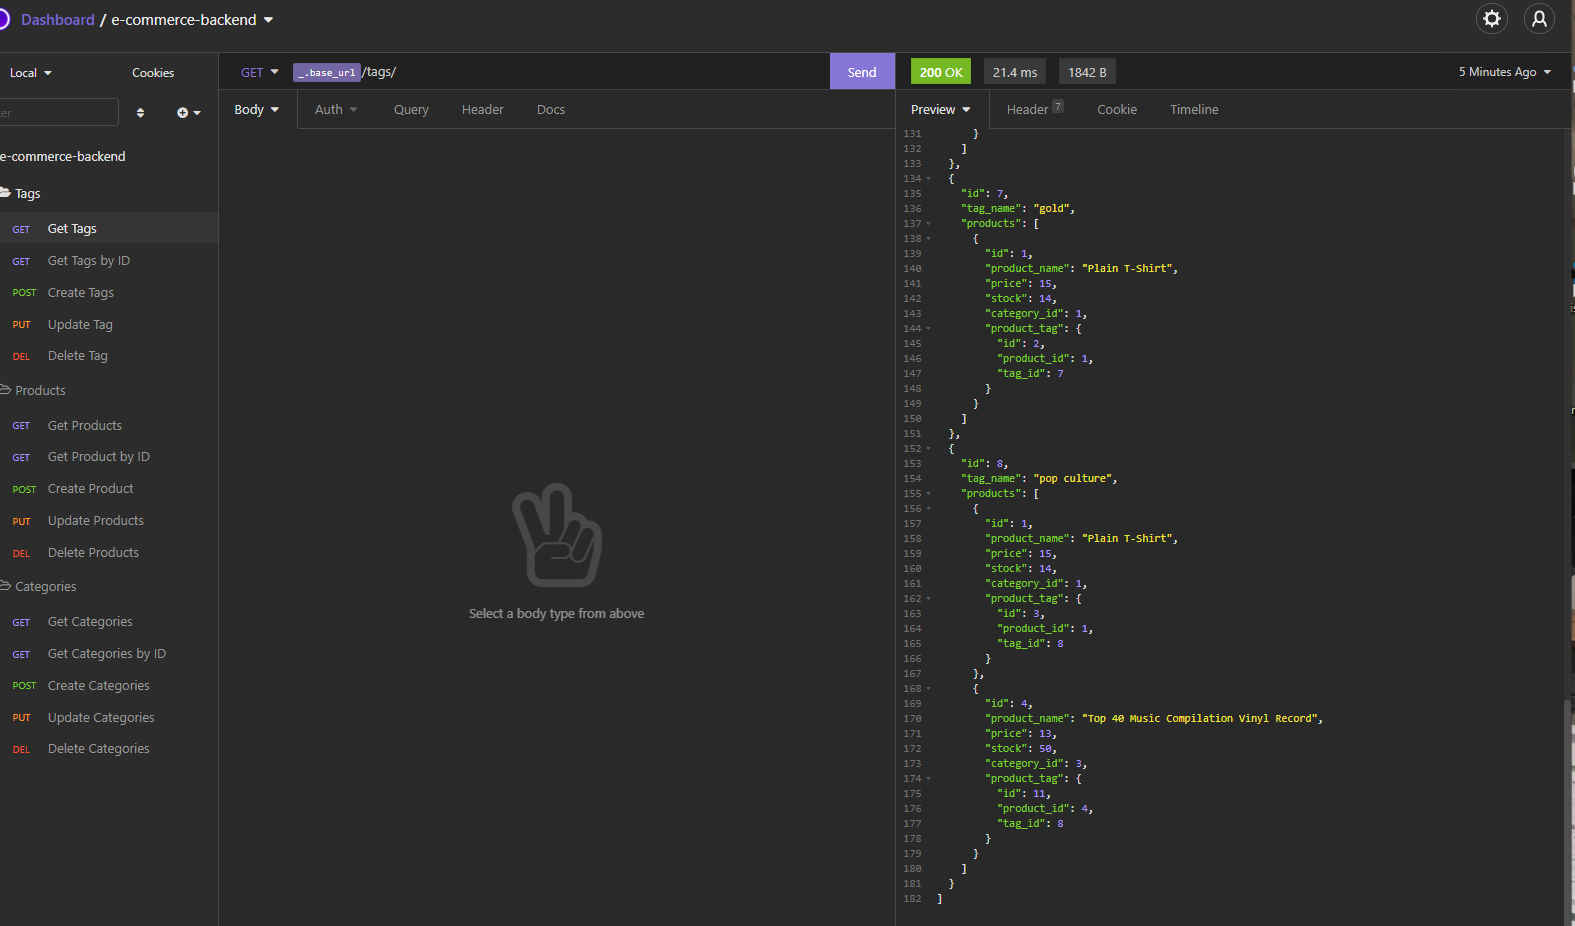 Dashboard / e-commerce-backend
Local
Cookies
e-commerce-backend
Tags
GET Get Tags
GET Get Tags by ID
POST Create Tags
PUT Update Tag
DEL Delete Tag
Products
GET Get Products
GET Get Product by ID
POST Create Product
PUT Update Products
DEL Delete Products
Categories
GET Get Categories
GET Get Categories by ID
POST Create Categories
PUT Update Categories
DEL Delete Categories
GET _.base_url/tags/
Send
Body Auth Query Header Docs
Select a body type from above
200 OK 21.4 ms 1842 B 5 Minutes Ago
Preview Header 7 Cookie Timeline
131 }
132 ]
133 },
134 {
135 "id": 7,
136 "tag_name": "gold",
137 "products": [
138 {
139 "id": 1,
140 "product_name": "Plain T-Shirt",
141 "price": 15,
142 "stock": 14,
143 "category_id": 1,
144 "product_tag": {
145 "id": 2,
146 "product_id": 1,
147 "tag_id": 7
148 }
149 }
150 ]
151 },
152 {
153 "id": 8,
154 "tag_name": "pop culture",
155 "products": [
156 {
157 "id": 1,
158 "product_name": "Plain T-Shirt",
159 "price": 15,
160 "stock": 14,
161 "category_id": 1,
162 "product_tag": {
163 "id": 3,
164 "product_id": 1,
165 "tag_id": 8
166 }
167 },
168 {
169 "id": 4,
170 "product_name": "Top 40 Music Compilation Vinyl Record",
171 "price": 13,
172 "stock": 50,
173 "category_id": 3,
174 "product_tag": {
175 "id": 11,
176 "product_id": 4,
177 "tag_id": 8
178 }
179 }
180 ]
181 }
182 ]